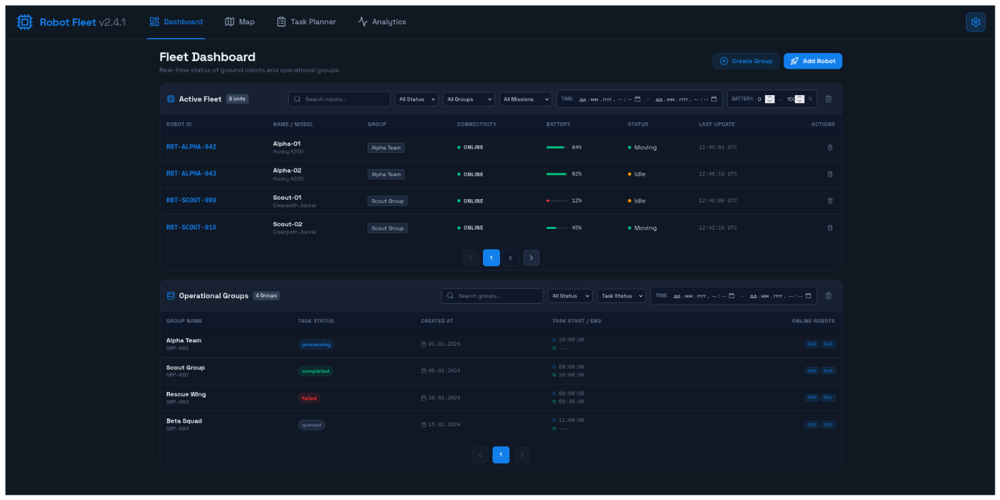 Robot Fleet v2.4.1 Dashboard Map Task Planner Analytics
Fleet Dashboard
Real-time status of ground robots and operational groups.
Create Group Add Robot
Active Fleet 8 Units Search robots... All Status All Groups All Missions TIME: дд.мм.гггг, --:-- – дд.мм.гггг, --:-- BATTERY: 0 – 100 %
ROBOT ID NAME / MODEL GROUP CONNECTIVITY BATTERY STATUS LAST UPDATE ACTIONS
RBT-ALPHA-042 Alpha-01 Alpha Team ONLINE 84% Moving 12:45:01 UTC
Husky A200
RBT-ALPHA-043 Alpha-02 Alpha Team ONLINE 92% Idle 12:46:10 UTC
Husky A200
RBT-SCOUT-009 Scout-01 Scout Group ONLINE 12% Idle 12:40:00 UTC
Clearpath Jackal
RBT-SCOUT-010 Scout-02 Scout Group ONLINE 45% Moving 12:42:15 UTC
Clearpath Jackal
1 2
Operational Groups 4 Groups Search groups... All Status Task Status TIME: дд.мм.гггг, --:-- – дд.мм.гггг, --:--
GROUP NAME TASK STATUS CREATED AT TASK START / END ONLINE ROBOTS
Alpha Team processing 01.01.2024 10:00:00 042 043
GRP-001 ---
Scout Group completed 05.01.2024 09:00:00 009 010
GRP-002 10:00:00
Rescue Wing failed 10.01.2024 08:00:00 001
GRP-003 08:30:00
Beta Squad queued 15.01.2024 11:00:00 101 102
GRP-004 ---
1